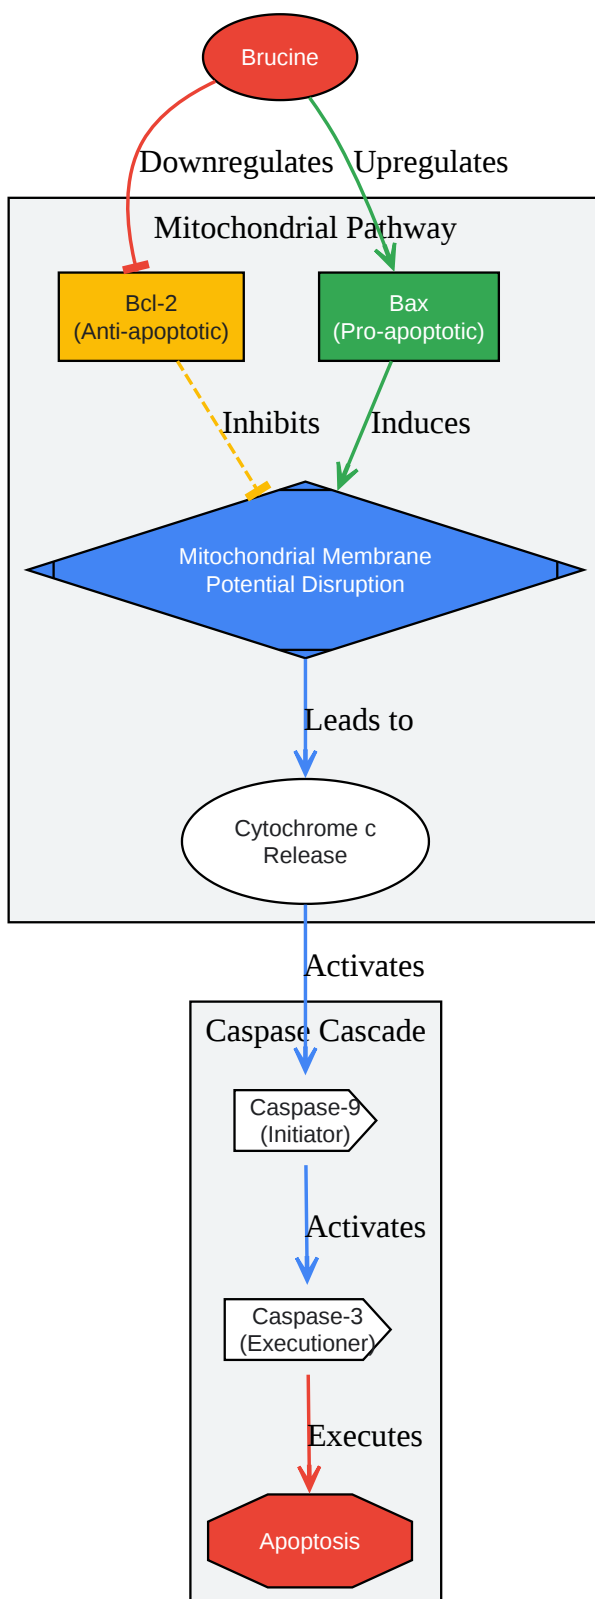 Brucine
Downregulates
Upregulates
Mitochondrial Pathway
Bcl-2
(Anti-apoptotic)
Bax
(Pro-apoptotic)
Inhibits
Induces
Mitochondrial Membrane
Potential Disruption
Leads to
Cytochrome c
Release
Activates
Caspase Cascade
Caspase-9
(Initiator)
Activates
Caspase-3
(Executioner)
Executes
Apoptosis